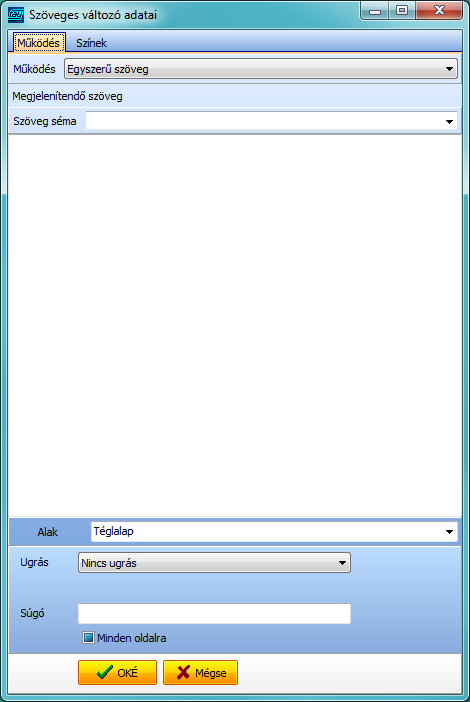 Szöveges változó adatai
Működés Színek
Működés Egyszerű szöveg
Megjelenítendő szöveg
Szöveg séma
Alak Téglalap
Ugrás Nincs ugrás
Súgó
Minden oldalra
OKÉ Mégse